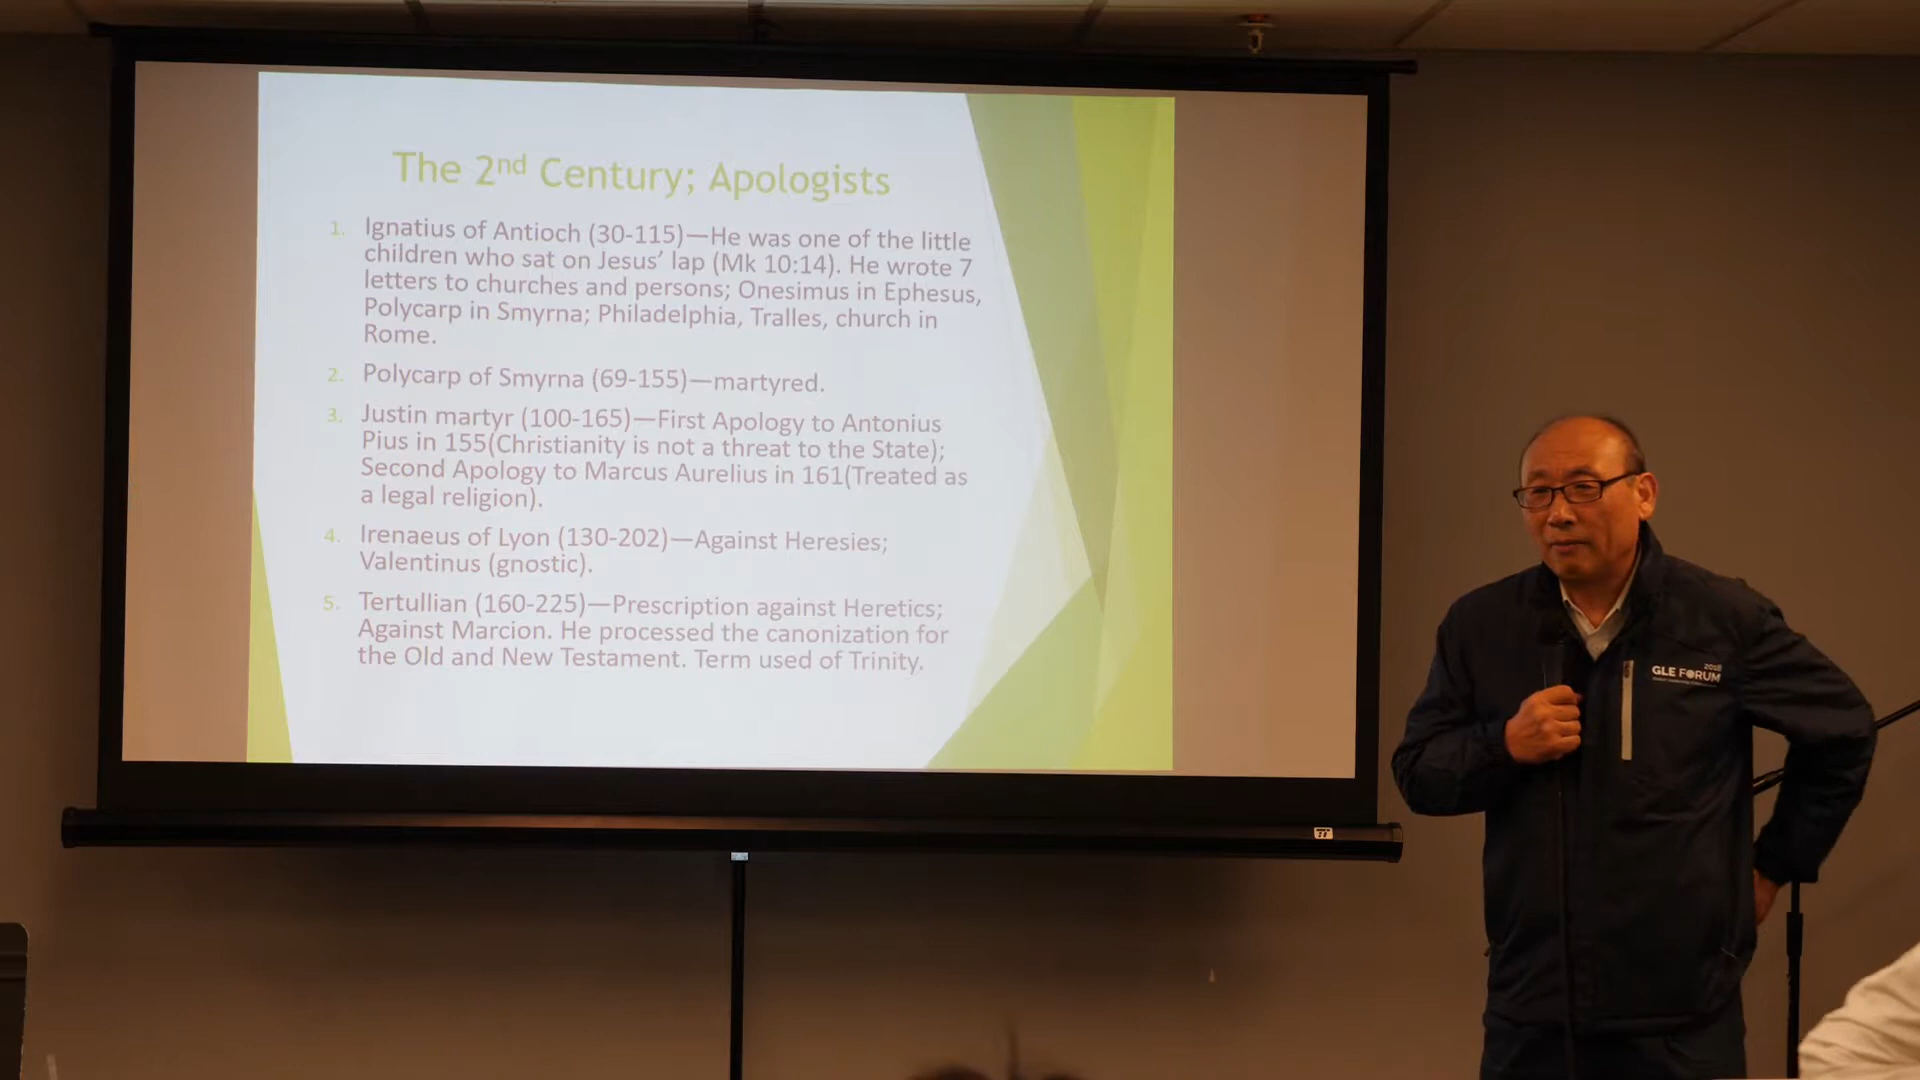 The 2nd Century; Apologists
1. Ignatius of Antioch (30-115)—He was one of the little
children who sat on Jesus' lap (Mk 10:14). He wrote 7
letters to churches and persons; Onesimus in Ephesus,
Polycarp in Smyrna; Philadelphia, Tralles, church in
Rome.
2. Polycarp of Smyrna (69-155)—martyred.
3. Justin martyr (100-165)—First Apology to Antonius
Pius in 155(Christianity is not a threat to the State);
Second Apology to Marcus Aurelius in 161(Treated as
a legal religion).
4. Irenaeus of Lyon (130-202)—Against Heresies;
Valentinus (gnostic).
5. Tertullian (160-225)—Prescription against Heretics;
Against Marcion. He processed the canonization for
the Old and New Testament. Term used of Trinity.
2018
GLE FORUM